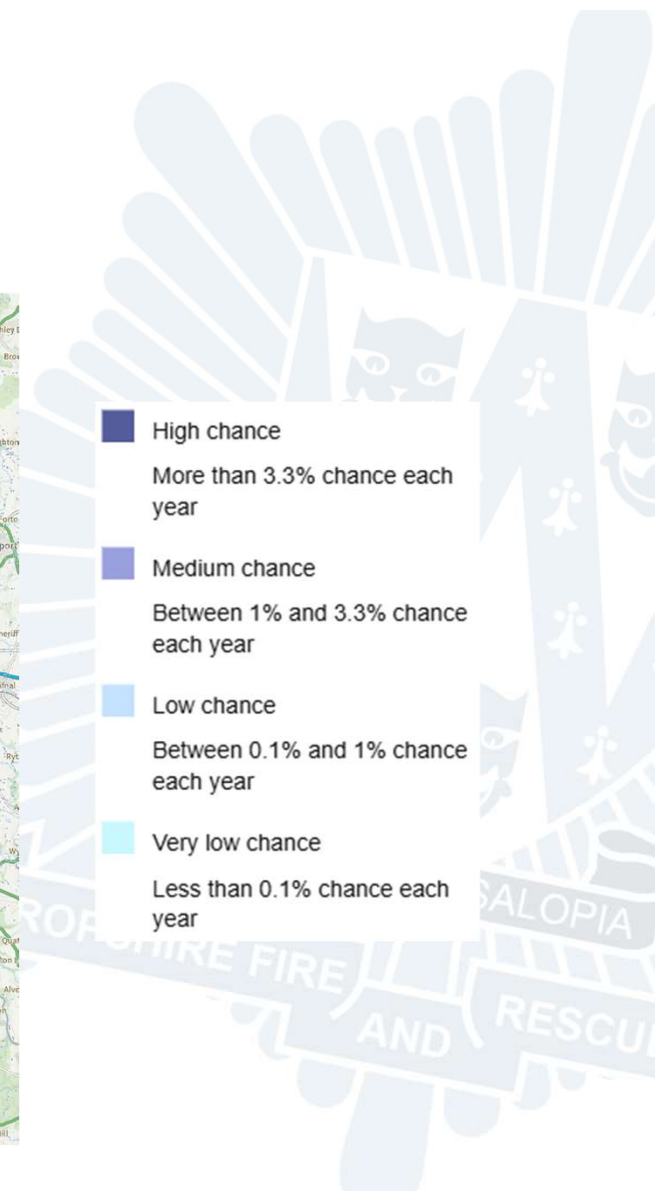 High chance
More than 3.3% chance each
year
Medium chance
Between 1% and 3.3% chance
each year
Low chance
Between 0.1% and 1% chance
each year
Very low chance
Less than 0.1% chance each
year
SALOPIA
FIRE
AND